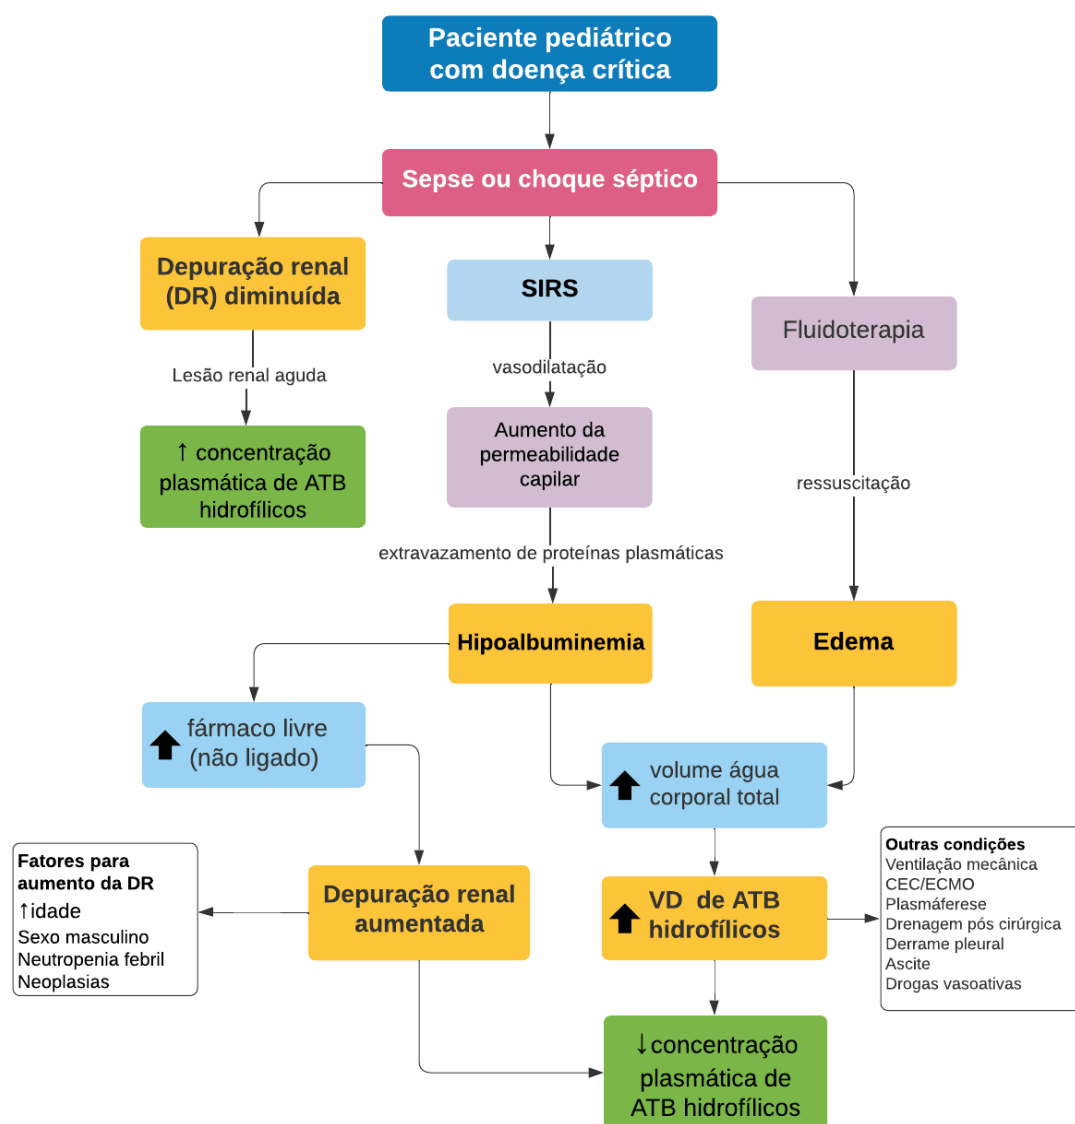 Paciente pediátrico
com doença crítica
Sepse ou choque séptico
Depuração renal
(DR) diminuída
SIRS
Fluidoterapia
Lesão renal aguda
vasodilatação
↑ concentração
plasmática de ATB
hidrofílicos
Aumento da
permeabilidade
capilar
ressuscitação
extravazamento de proteínas plasmáticas
Hipoalbuminemia
Edema
fármaco livre
(não ligado)
volume água
corporal total
Fatores para
aumento da DR
↑idade
Sexo masculino
Neutropenia febril
Neoplasias
Depuração renal
aumentada
VD de ATB
hidrofílicos
Outras condições
Ventilação mecânica
CEC/ECMO
Plasmáferese
Drenagem pós cirúrgica
Derrame pleural
Ascite
Drogas vasoativas
↓concentração
plasmática de
ATB hidrofílicos